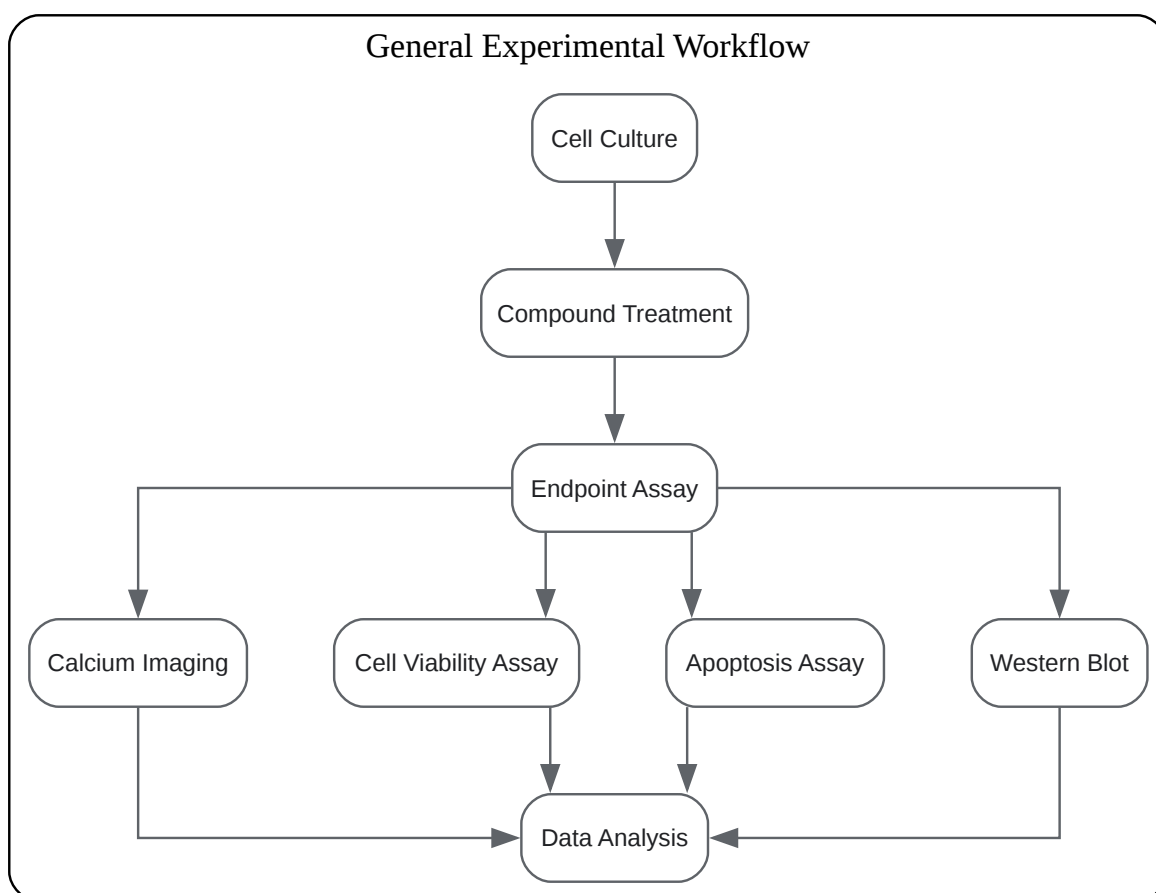 General Experimental Workflow
Cell Culture
Compound Treatment
Endpoint Assay
Calcium Imaging
Cell Viability Assay
Apoptosis Assay
Western Blot
Data Analysis